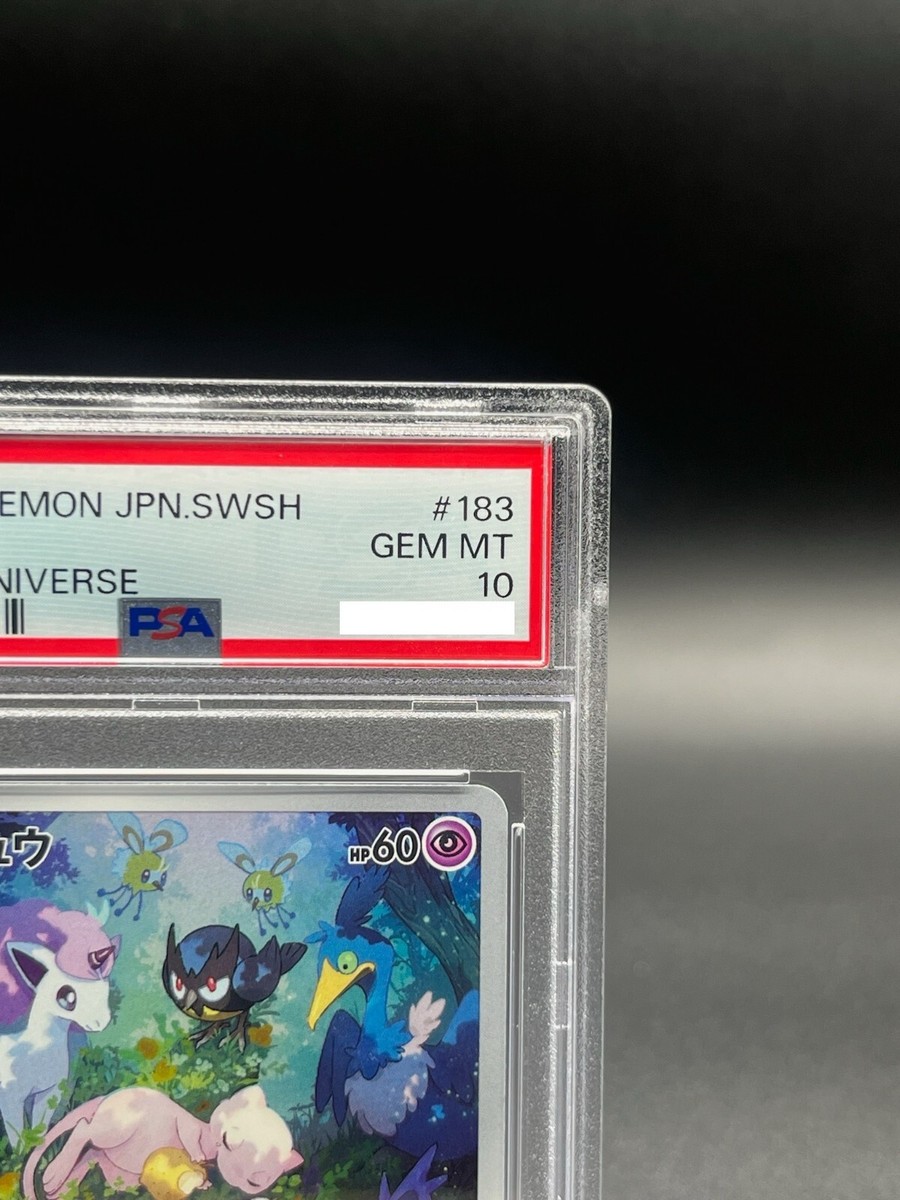 EMON JPN.SWSH #183
GEM MT
NIVERSE 10
PSA
ュウ HP60